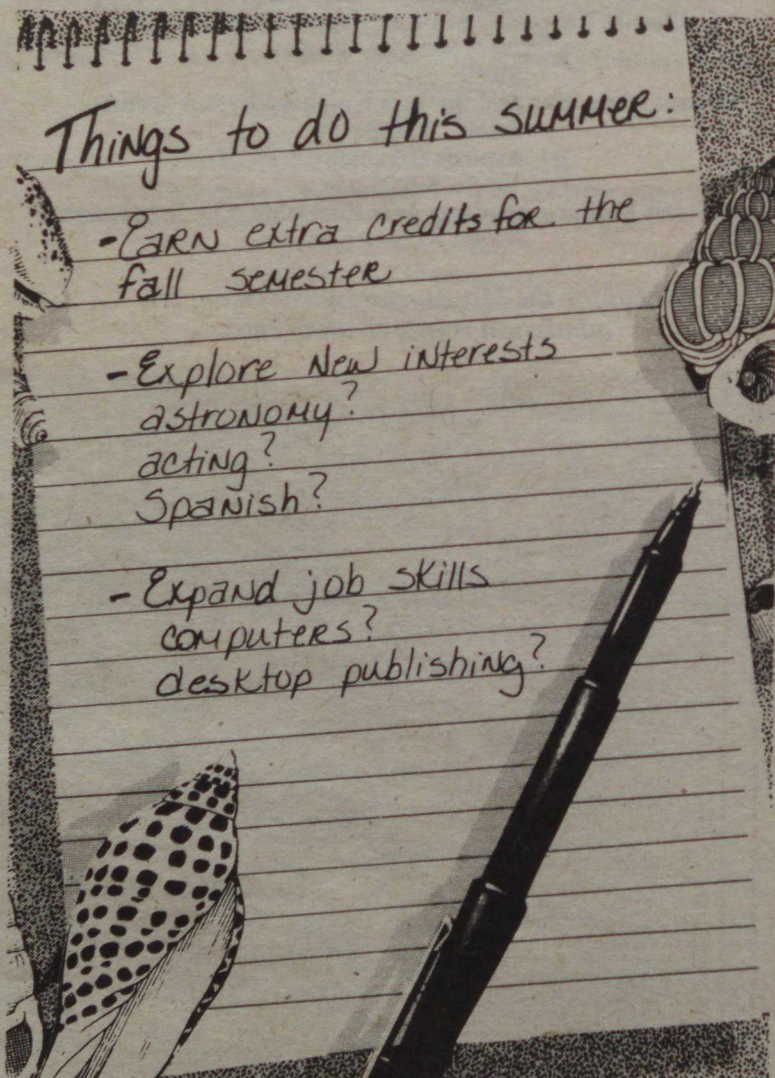 Things to do this summer:
- Earn extra credits for the
fall semester
- Explore new interests
astronomy?
acting?
Spanish?
- Expand job skills
computers?
desktop publishing?